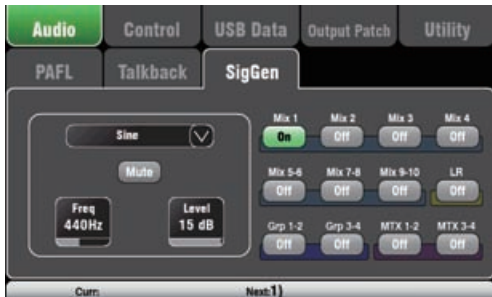 Audio Control USB Data Output Patch Utility
PAFL Talkback SigGen
Sine
Mute
Freq
440Hz
Level
15 dB
Mix 1 Mix 2 Mix 3 Mix 4
On Off Off Off
Mix 5-6 Mix 7-8 Mix 9-10 LR
Off Off Off Off
Grp 1-2 Grp 3-4 MTX 1-2 MTX 3-4
Off Off Off Off
Curr: Next:1)